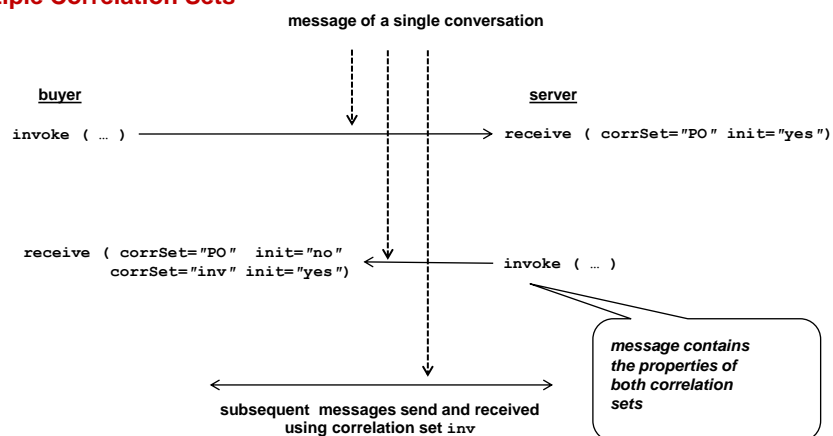 Correlation Sets
message of a single conversation
buyer
server
invoke ( … )
receive ( corrSet="PO" init="yes")
receive ( corrSet="PO" init="no"
corrSet="inv" init="yes")
invoke ( … )
message contains
the properties of
both correlation
sets
subsequent messages send and received
using correlation set inv